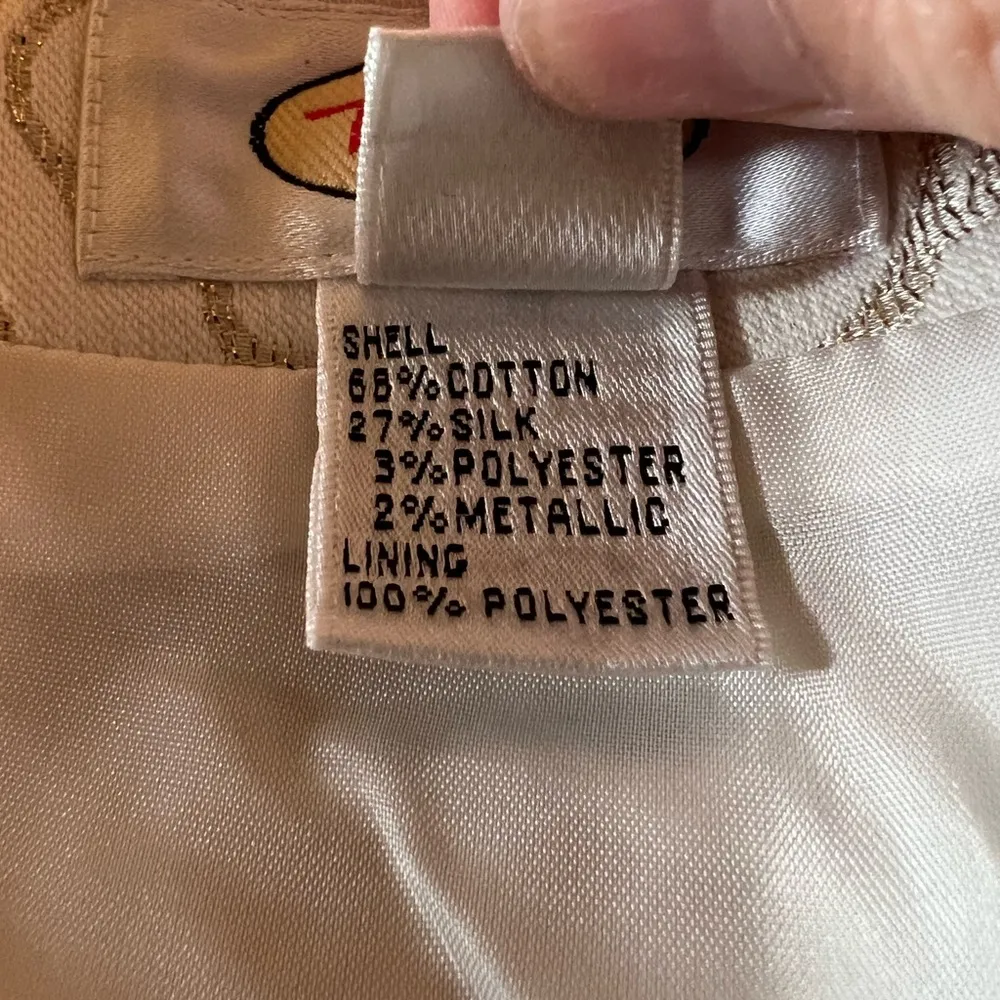 SHELL
68% COTTON
27% SILK
3% POLYESTER
2% METALLIC
LINING
100% POLYESTER